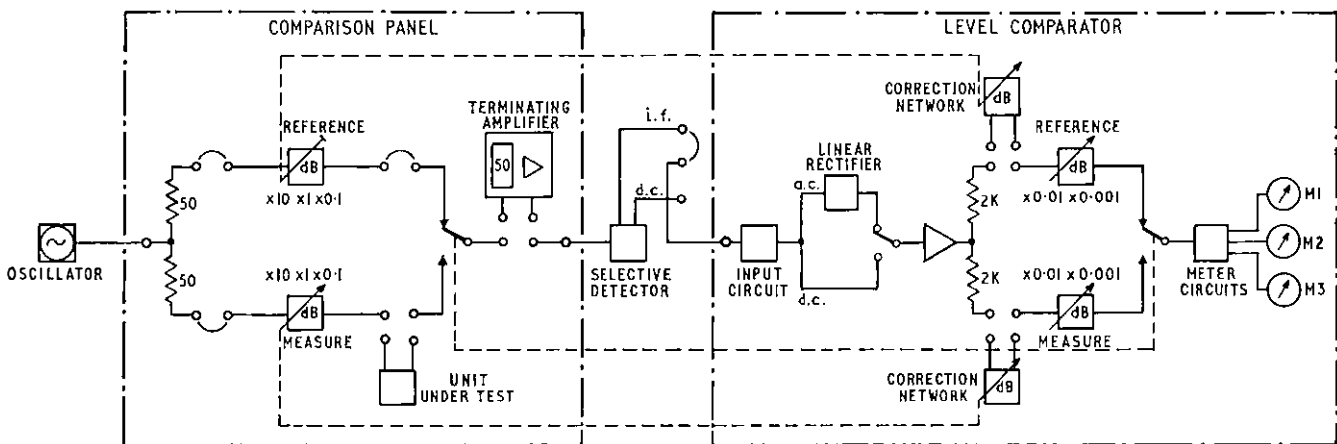 COMPARISON PANEL
LEVEL COMPARATOR
OSCILLATOR
50
50
REFERENCE
dB
x10 x1 x0·1
x10 x1 x0·1
dB
MEASURE
UNIT
UNDER TEST
TERMINATING
AMPLIFIER
50
i.f.
d.c.
SELECTIVE
DETECTOR
INPUT
CIRCUIT
a.c.
d.c.
LINEAR
RECTIFIER
CORRECTION
NETWORK
dB
2K
2K
REFERENCE
dB
x0·01 x0·001
x0·01 x0·001
dB
MEASURE
CORRECTION
NETWORK
dB
METER
CIRCUITS
M1
M2
M3